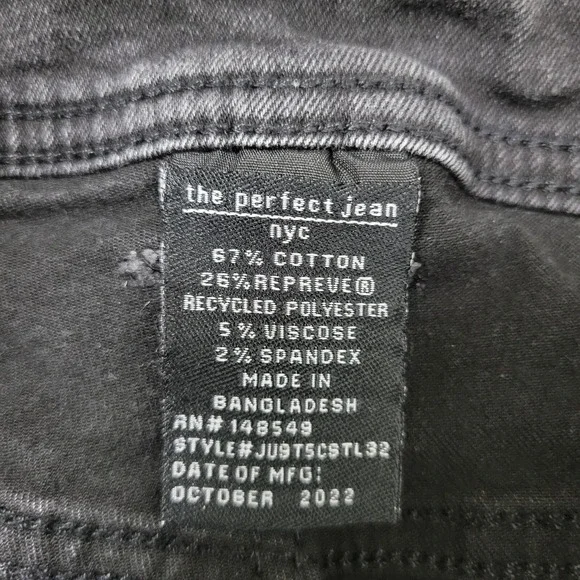 the perfect jean
nyc
67% COTTON
26% REPREVE®
RECYCLED POLYESTER
5% VISCOSE
2% SPANDEX
MADE IN
BANGLADESH
RN# 148549
STYLE#JU9T5CSTL32
DATE OF MFG:
OCTOBER 2022